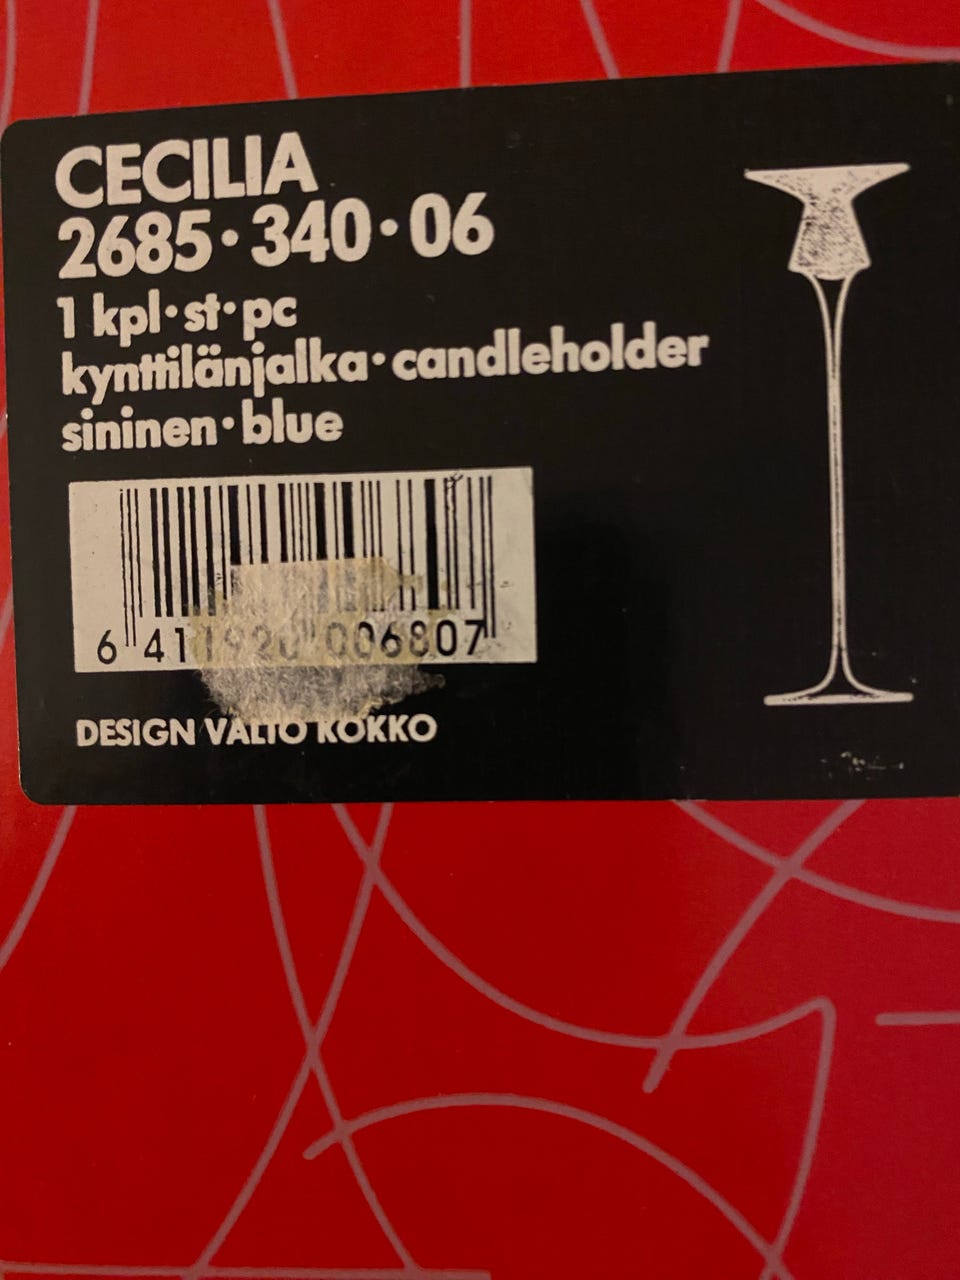 CECILIA
2685·340·06
1 kpl·st·pc
kynttilänjalka·candleholder
sininen·blue
6 411920 006807
DESIGN VALTO KOKKO